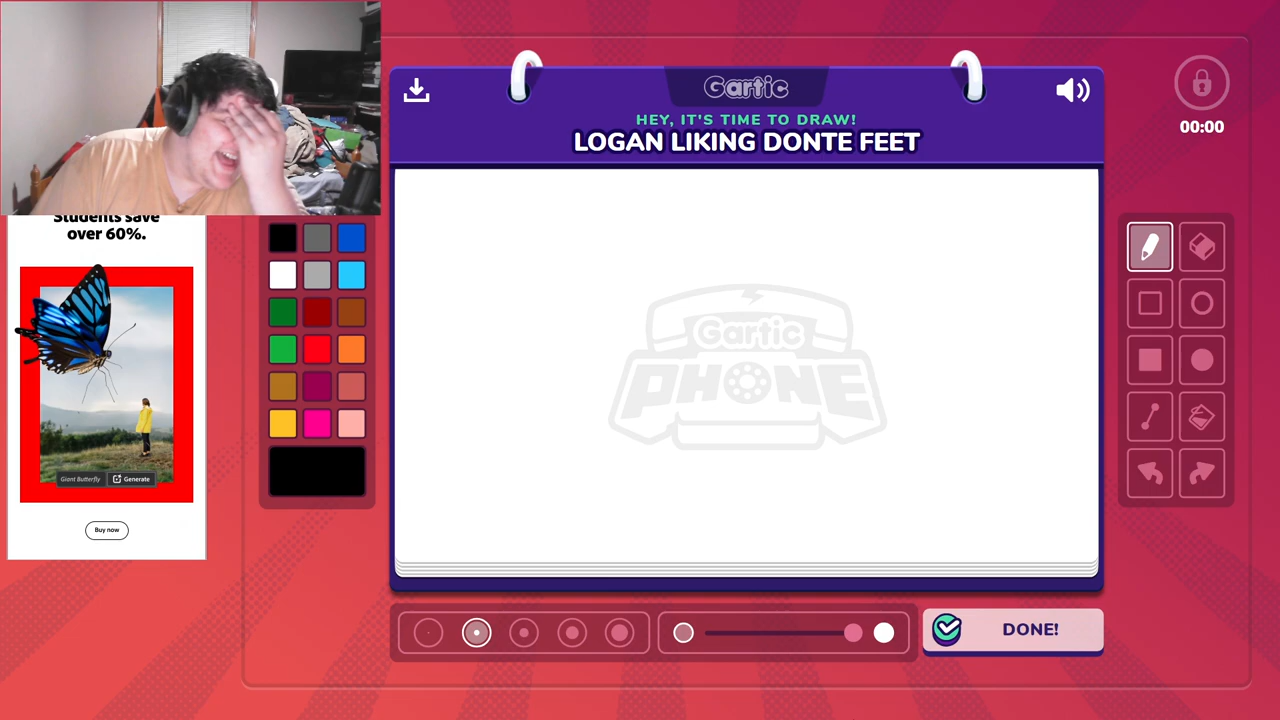 Gartic
HEY, IT'S TIME TO DRAW!
LOGAN LIKING DONTE FEET
00:00
Students save
over 60%.
Gartic
PHONE
Giant Butterfly
Generate
Buy now
DONE!